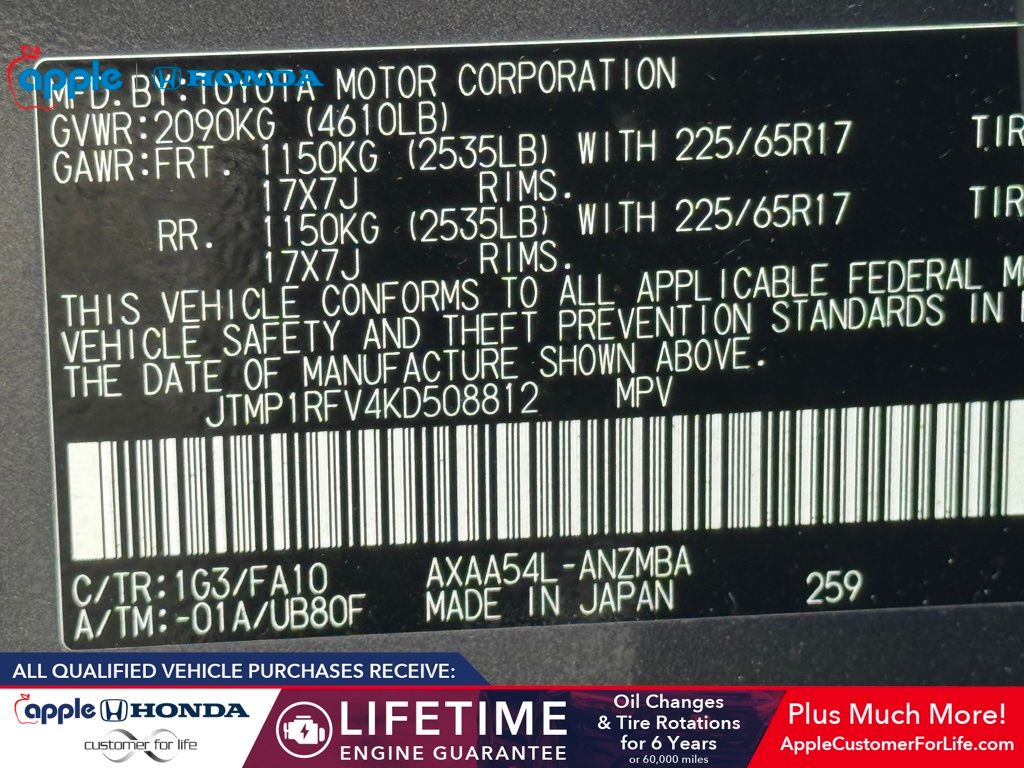 apple HONDA
MFD. BY: TOYOTA MOTOR CORPORATION
GVWR: 2090KG (4610LB)
GAWR: FRT. 1150KG (2535LB) WITH 225/65R17 TIR
17X7J RIMS.
RR. 1150KG (2535LB) WITH 225/65R17 TIR
17X7J RIMS.
THIS VEHICLE CONFORMS TO ALL APPLICABLE FEDERAL M
VEHICLE SAFETY AND THEFT PREVENTION STANDARDS IN
THE DATE OF MANUFACTURE SHOWN ABOVE.
JTMP1RFV4KD508812 MPV
C/TR: 1G3/FA10 AXAA54L-ANZMBA
A/TM: -01A/UB80F MADE IN JAPAN 259
ALL QUALIFIED VEHICLE PURCHASES RECEIVE:
apple HONDA
customer for life
LIFETIME
ENGINE GUARANTEE
Oil Changes
& Tire Rotations
for 6 Years
or 60,000 miles
Plus Much More!
AppleCustomerForLife.com